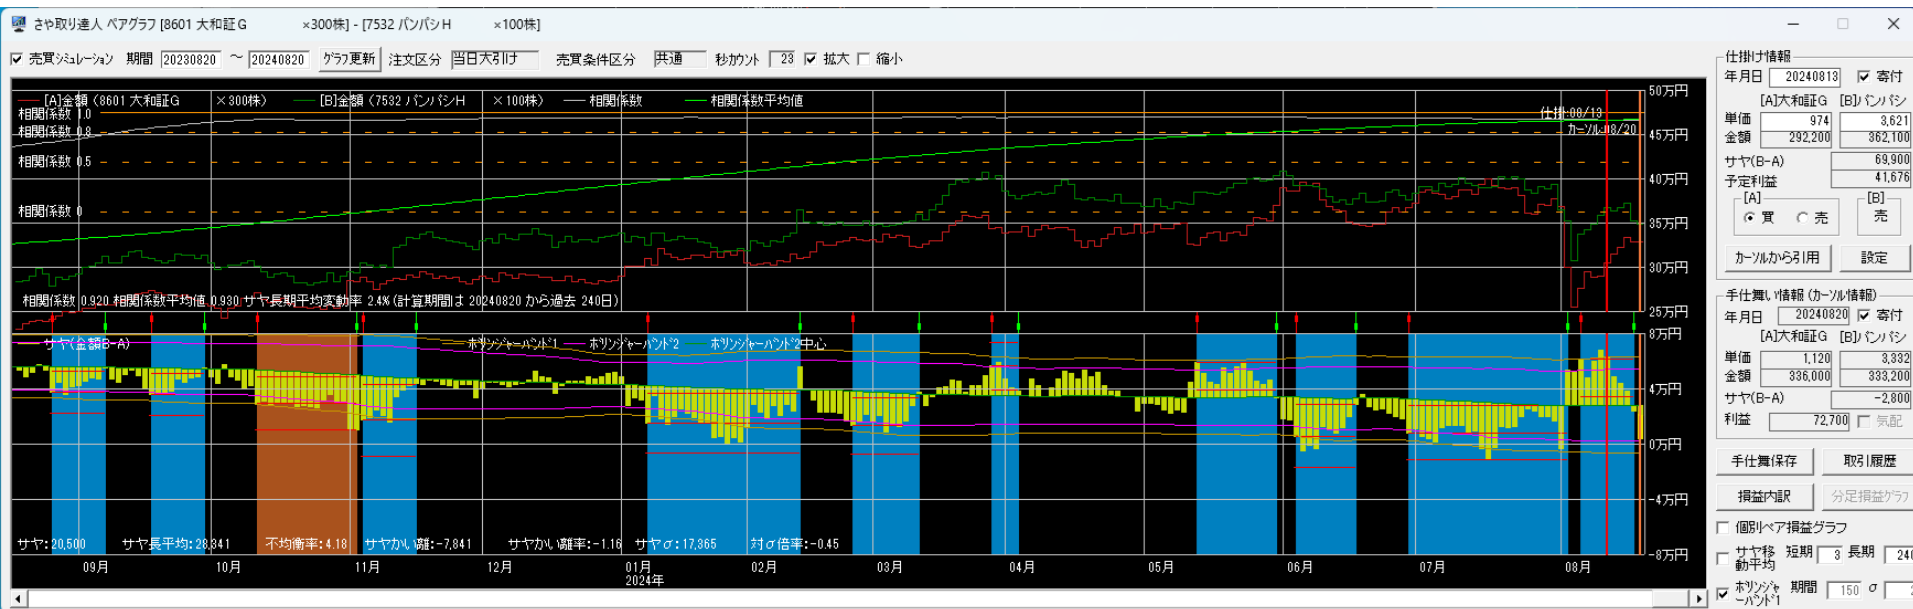 さや取り達人 ペアグラフ [8601 大和証Ｇ ×300株] - [7532 パンパシＨ ×100株]
売買シミュレーション 期間 20230820 ～ 20240820 グラフ更新 注文区分 当日大引け 売買条件区分 共通 秒カウント 23 拡大 縮小
[A]金額（8601 大和証Ｇ ×300株） [B]金額（7532 パンパシＨ ×100株） 相関係数 相関係数平均値
相関係数 1.0
相関係数 0.8
相関係数 0.5
相関係数 0
仕掛:08/13
カーソル:08/20
50万円
45万円
40万円
35万円
30万円
25万円
相関係数 0.920 相関係数平均値 0.930 サヤ長期平均変動率 2.4% (計算期間は 20240820 から過去 240日)
サヤ(金額B-A) ボリンジャーバンド1 ボリンジャーバンド2 ボリンジャーバンド2中心
8万円
4万円
0万円
-4万円
-8万円
サヤ:20,500 サヤ長平均:28,341 不均衡率:4.18 サヤかい離:-7,841 サヤかい離率:-1.16 サヤσ:17,365 対σ倍率:-0.45
09月 10月 11月 12月 01月 02月 03月 04月 05月 06月 07月 08月
2024年
仕掛け情報
年月日 20240813 寄付
[A]大和証G [B]パンパシ
単価 974 3,621
金額 292,200 362,100
サヤ(B-A) 69,900
予定利益 41,676
[A] [B]
買 売 売
カーソルから引用 設定
手仕舞い情報 (カーソル情報)
年月日 20240820 寄付
[A]大和証G [B]パンパシ
単価 1,120 3,332
金額 336,000 333,200
サヤ(B-A) -2,800
利益 72,700 気配
手仕舞保存 取引履歴
損益内訳 分足損益グラフ
個別ペア損益グラフ
サヤ移動平均 短期 3 長期 240
ボリンジャーバンド1 期間 150 σ 2